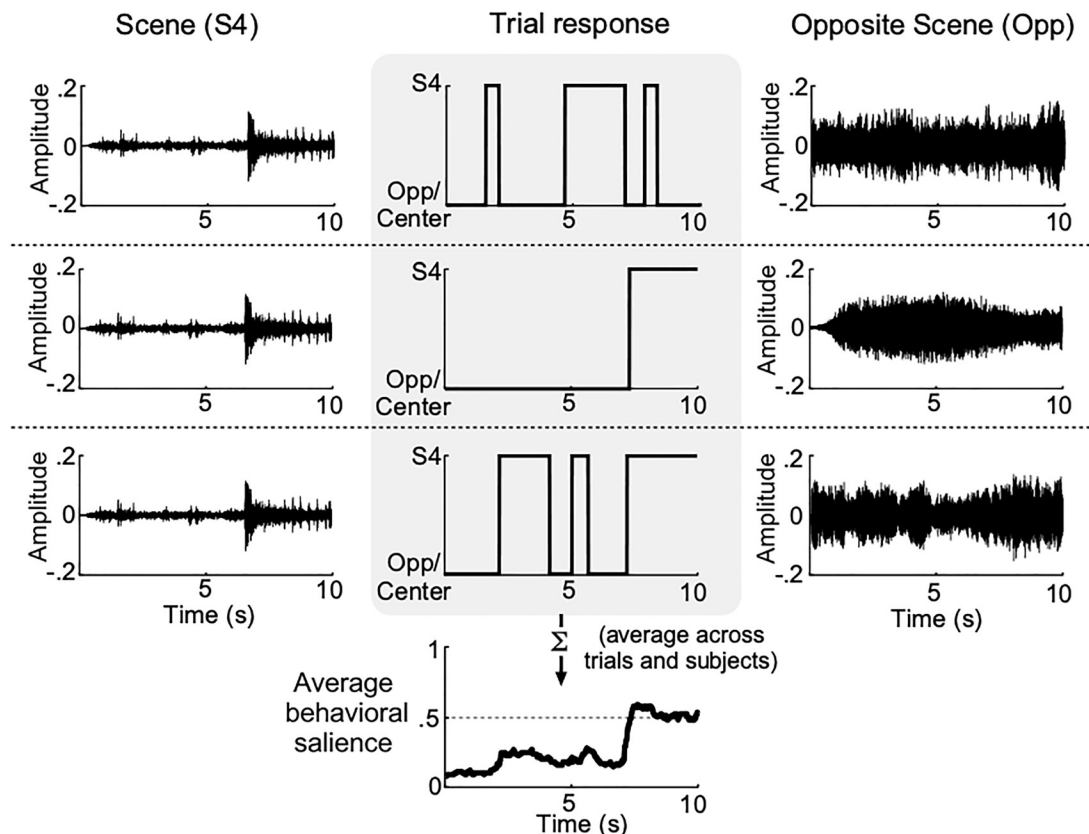 Scene (S4)
Trial response
Opposite Scene (Opp)
Amplitude
.2
0
-.2
5
10
S4
Opp/
Center
5
10
Amplitude
.2
0
-.2
5
10
Amplitude
.2
0
-.2
5
10
S4
Opp/
Center
5
10
Amplitude
.2
0
-.2
5
10
Amplitude
.2
0
-.2
5
10
Time (s)
S4
Opp/
Center
5
10
Amplitude
.2
0
-.2
5
10
Time (s)
Σ
(average across
trials and subjects)
Average
behavioral
salience
1
.5
0
5
10
Time (s)